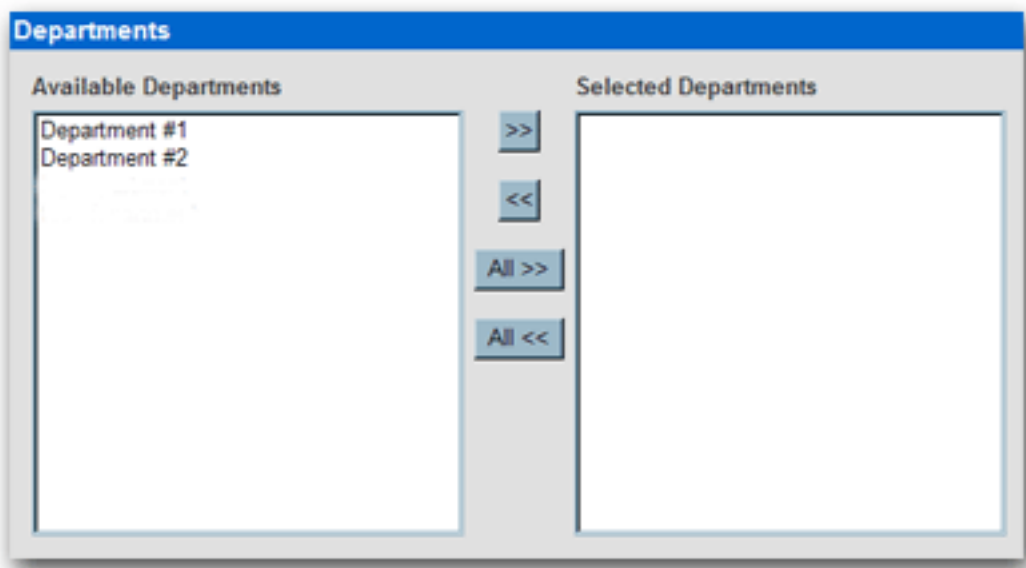 Departments
Available Departments
Selected Departments
Department #1
Department #2
>>
<<
All >>
All <<